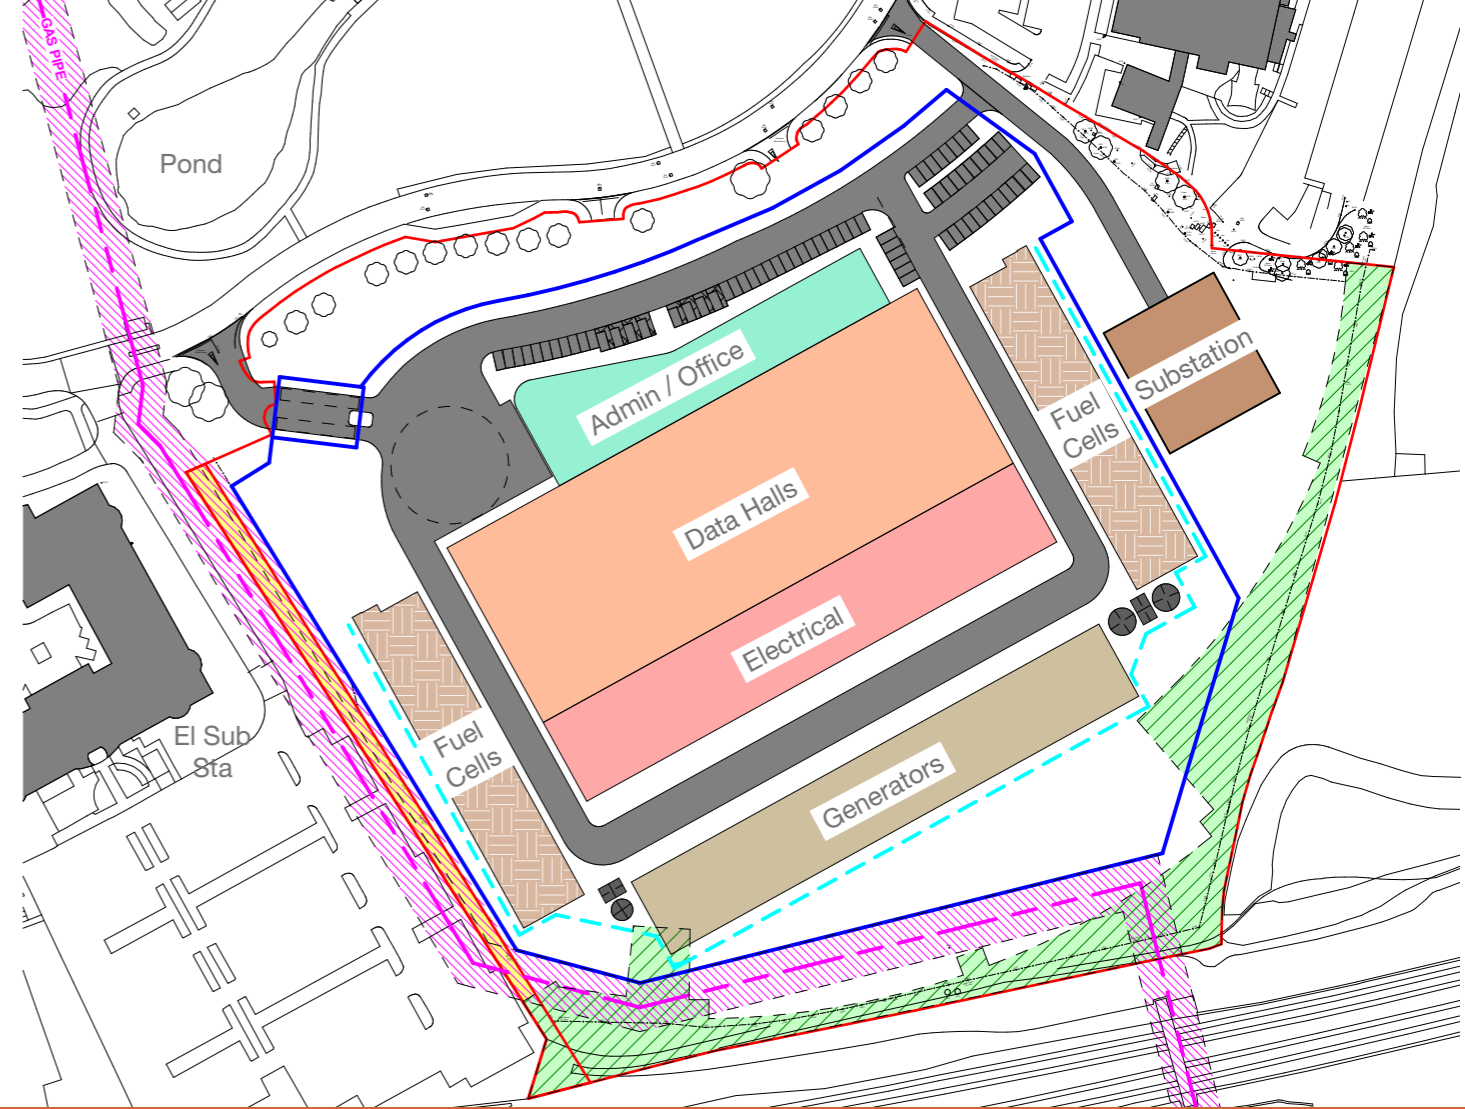 GAS PIPE
Pond
Admin / Office
Substation
Fuel
Cells
Data Halls
Electrical
Fuel
Cells
El Sub
Sta
Generators